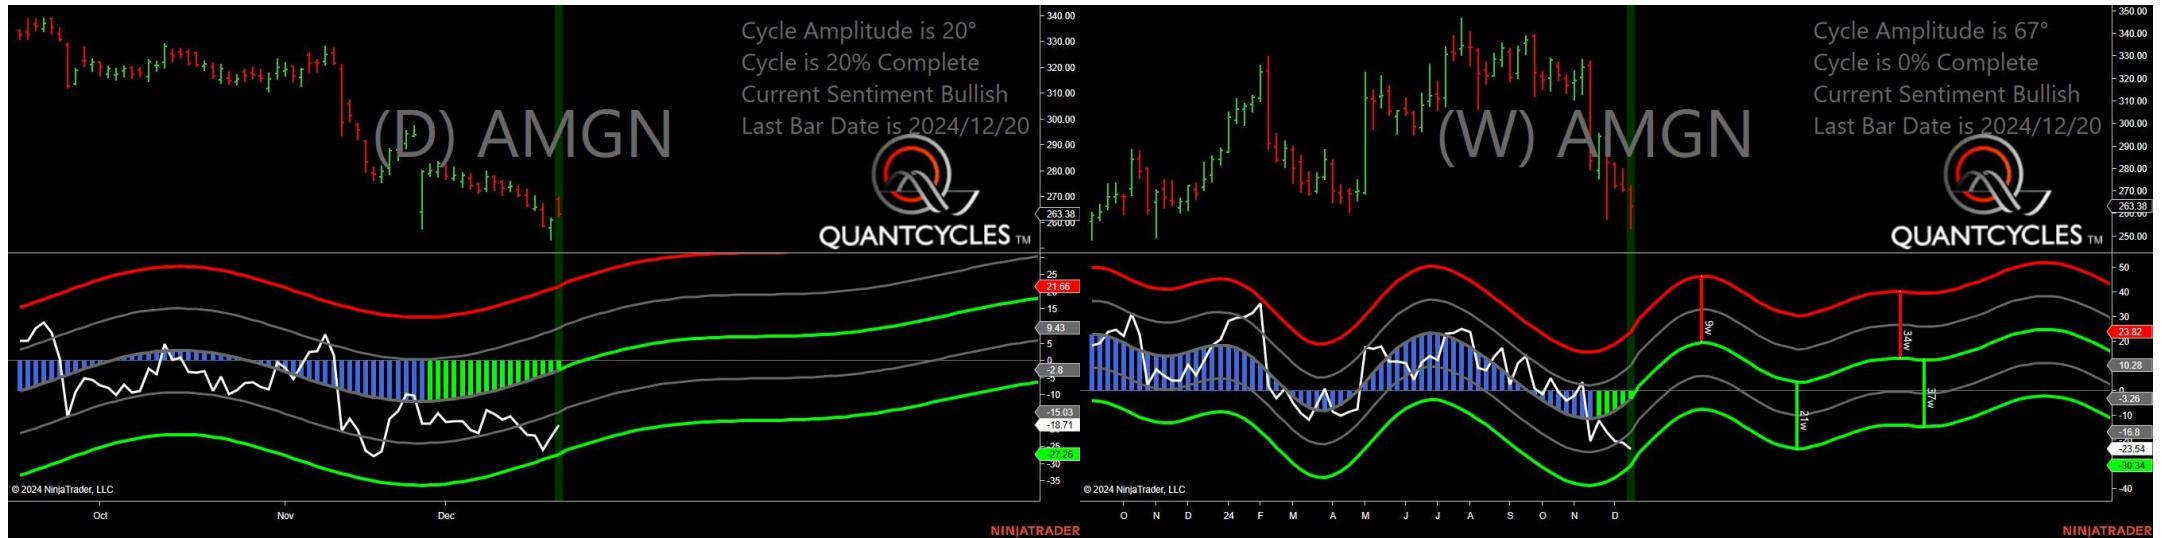 Cycle Amplitude is 20°
Cycle is 20% Complete
Current Sentiment Bullish
Last Bar Date is 2024/12/20
(D) AMGN
QUANTCYCLES TM
340.00
330.00
320.00
310.00
300.00
290.00
280.00
270.00
263.38
260.00
25
21.66
15
9.43
5
0
-2.8
-5
-10
-15.03
-18.71
-27.26
-30
-35
© 2024 NinjaTrader, LLC
Oct
Nov
Dec
NINJATRADER
Cycle Amplitude is 67°
Cycle is 0% Complete
Current Sentiment Bullish
Last Bar Date is 2024/12/20
(W) AMGN
QUANTCYCLES TM
350.00
340.00
330.00
320.00
310.00
300.00
290.00
280.00
270.00
263.38
260.00
250.00
9w
21w
34w
37w
50
40
30
23.82
20
10.28
0
-3.26
-10
-16.8
-23.54
-30.34
-40
© 2024 NinjaTrader, LLC
O N D 24 F M A M J J A S O N D
NINJATRADER